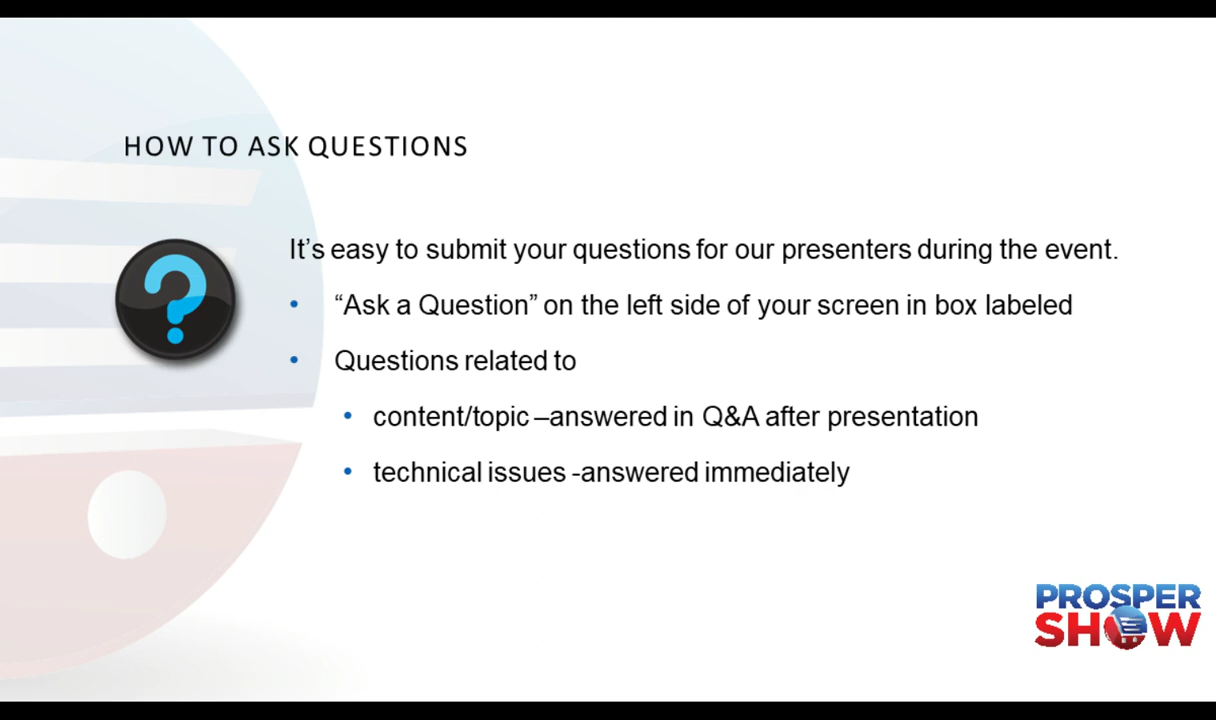 HOW TO ASK QUESTIONS
It’s easy to submit your questions for our presenters during the event.
• “Ask a Question” on the left side of your screen in box labeled
• Questions related to
• content/topic –answered in Q&A after presentation
• technical issues -answered immediately
PROSPER
SHOW